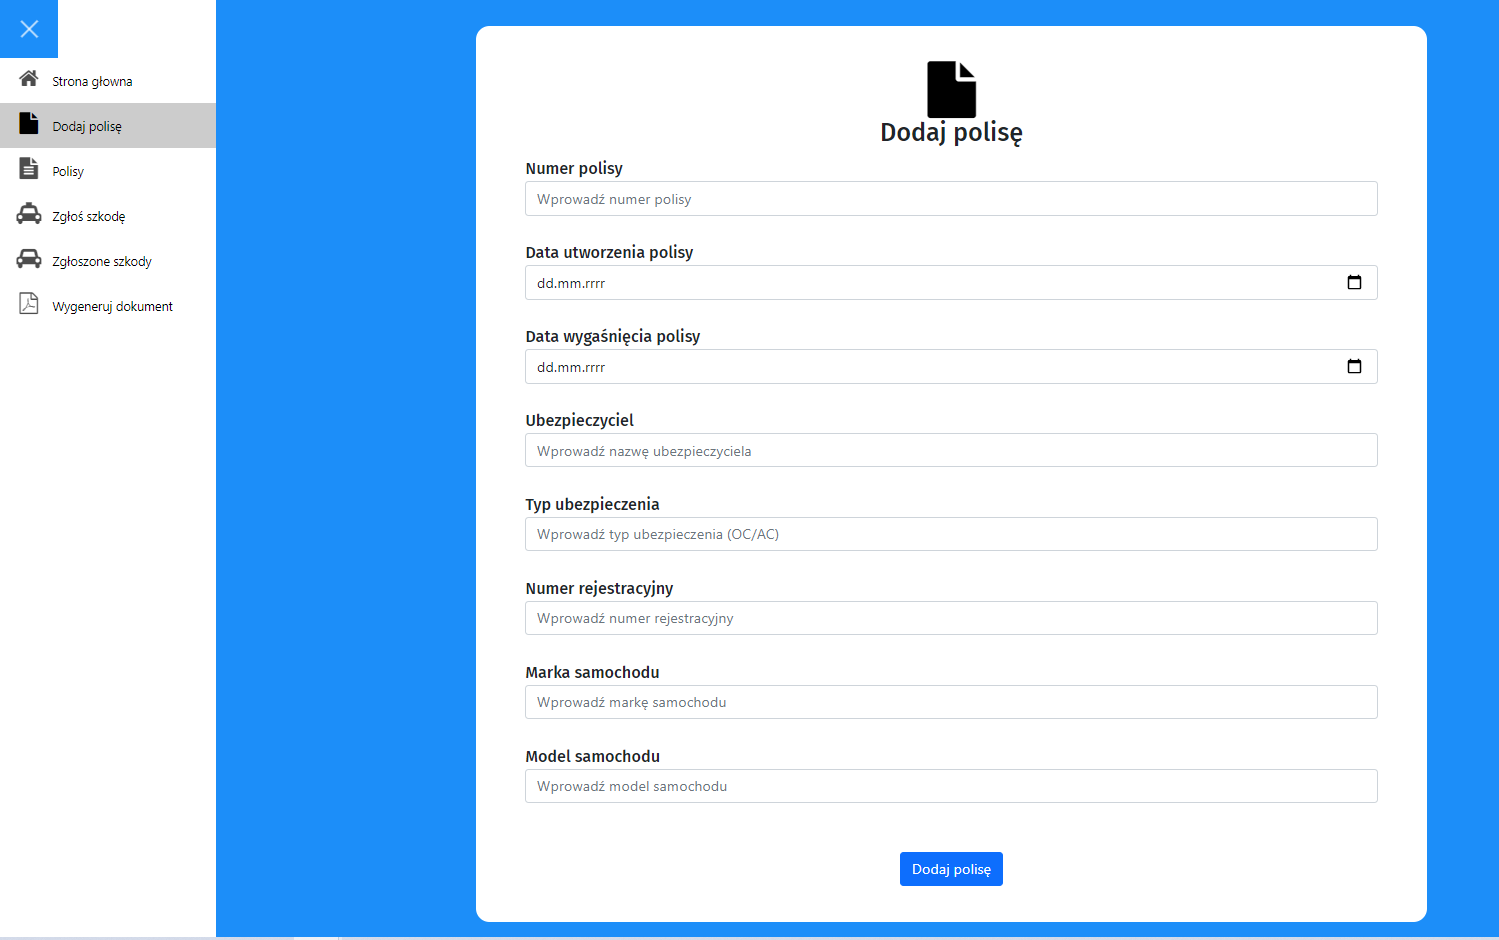 Strona głowna
Dodaj polisę
Polisy
Zgłoś szkodę
Zgłoszone szkody
Wygeneruj dokument
Dodaj polisę
Numer polisy
Wprowadź numer polisy
Data utworzenia polisy
dd.mm.rrrr
Data wygaśnięcia polisy
dd.mm.rrrr
Ubezpieczyciel
Wprowadź nazwę ubezpieczyciela
Typ ubezpieczenia
Wprowadź typ ubezpieczenia (OC/AC)
Numer rejestracyjny
Wprowadź numer rejestracyjny
Marka samochodu
Wprowadź markę samochodu
Model samochodu
Wprowadź model samochodu
Dodaj polisę